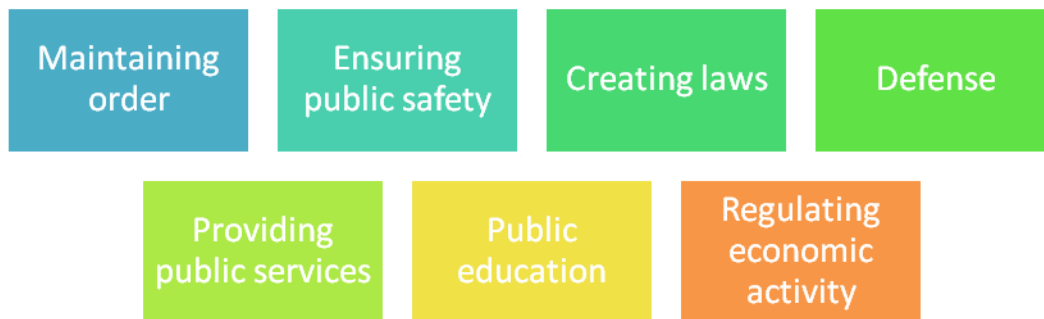 Maintaining
order
Ensuring
public safety
Creating laws
Defense
Providing
public services
Public
education
Regulating
economic
activity